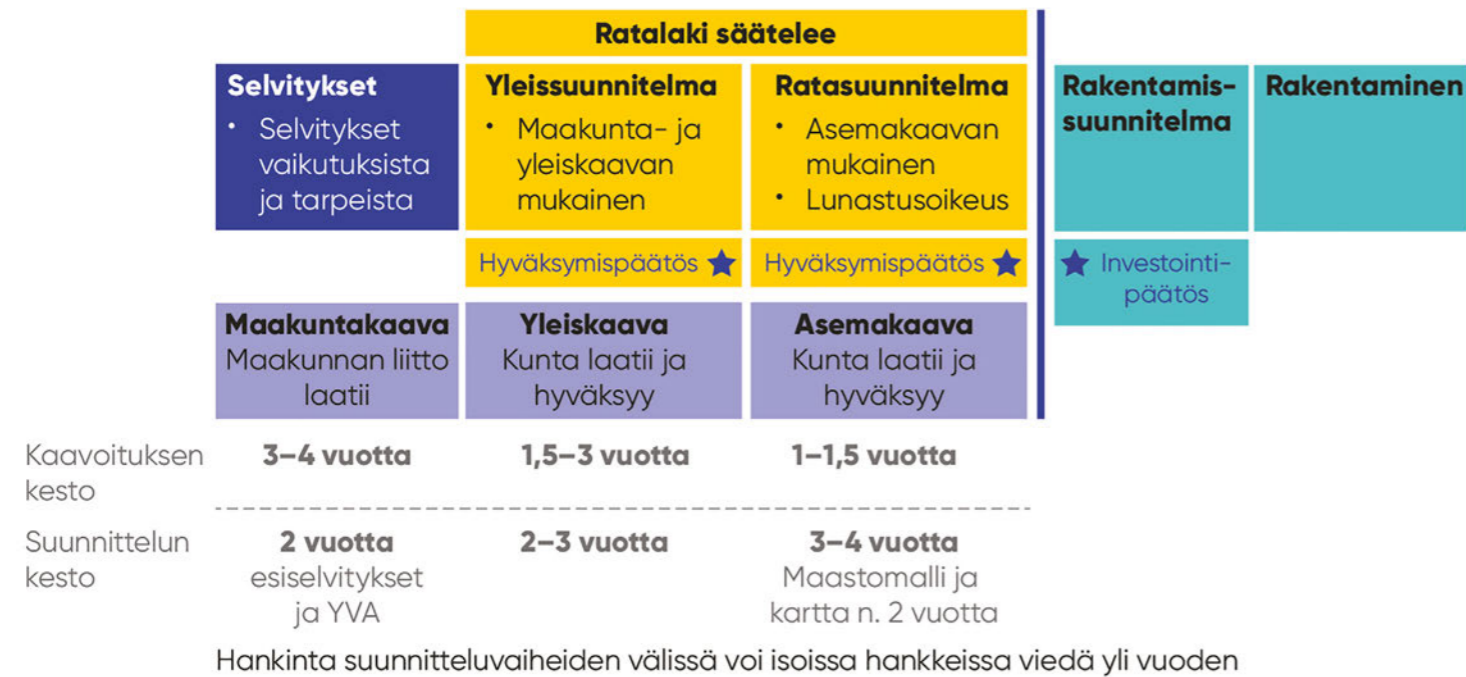 Ratalaki säätelee
Selvitykset
• Selvitykset
vaikutuksista
ja tarpeista
Yleissuunnitelma
• Maakunta- ja
yleiskaavan
mukainen
Ratasuunnitelma
• Asemakaavan
mukainen
• Lunastusoikeus
Rakentamis-
suunnitelma
Rakentaminen
Hyväksymispäätös ★
Hyväksymispäätös ★
★ Investointi-
päätös
Maakuntakaava
Maakunnan liitto
laatii
Yleiskaava
Kunta laatii ja
hyväksyy
Asemakaava
Kunta laatii ja
hyväksyy
Kaavoituksen
kesto
3–4 vuotta
1,5–3 vuotta
1–1,5 vuotta
Suunnittelun
kesto
2 vuotta
esiselvitykset
ja YVA
2–3 vuotta
3–4 vuotta
Maastomalli ja
kartta n. 2 vuotta
Hankinta suunnitteluvaiheiden välissä voi isoissa hankkeissa viedä yli vuoden